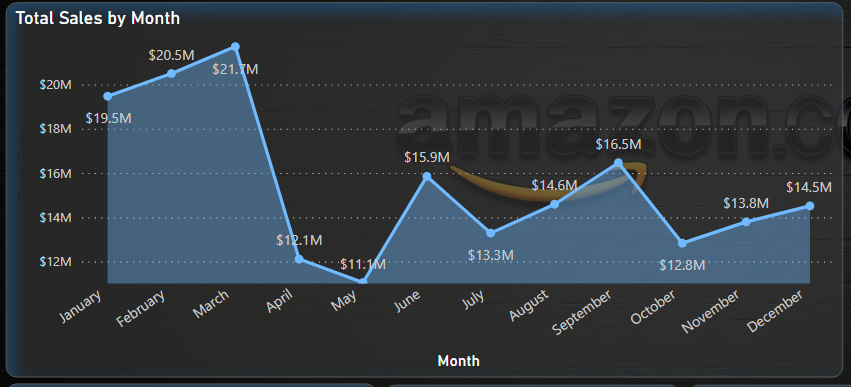 Total Sales by Month
$20M
$18M
$16M
$14M
$12M
$19.5M
$20.5M
$21.7M
$12.1M
$11.1M
$15.9M
$13.3M
$14.6M
$16.5M
$12.8M
$13.8M
$14.5M
amazon.co
January
February
March
April
May
June
July
August
September
October
November
December
Month